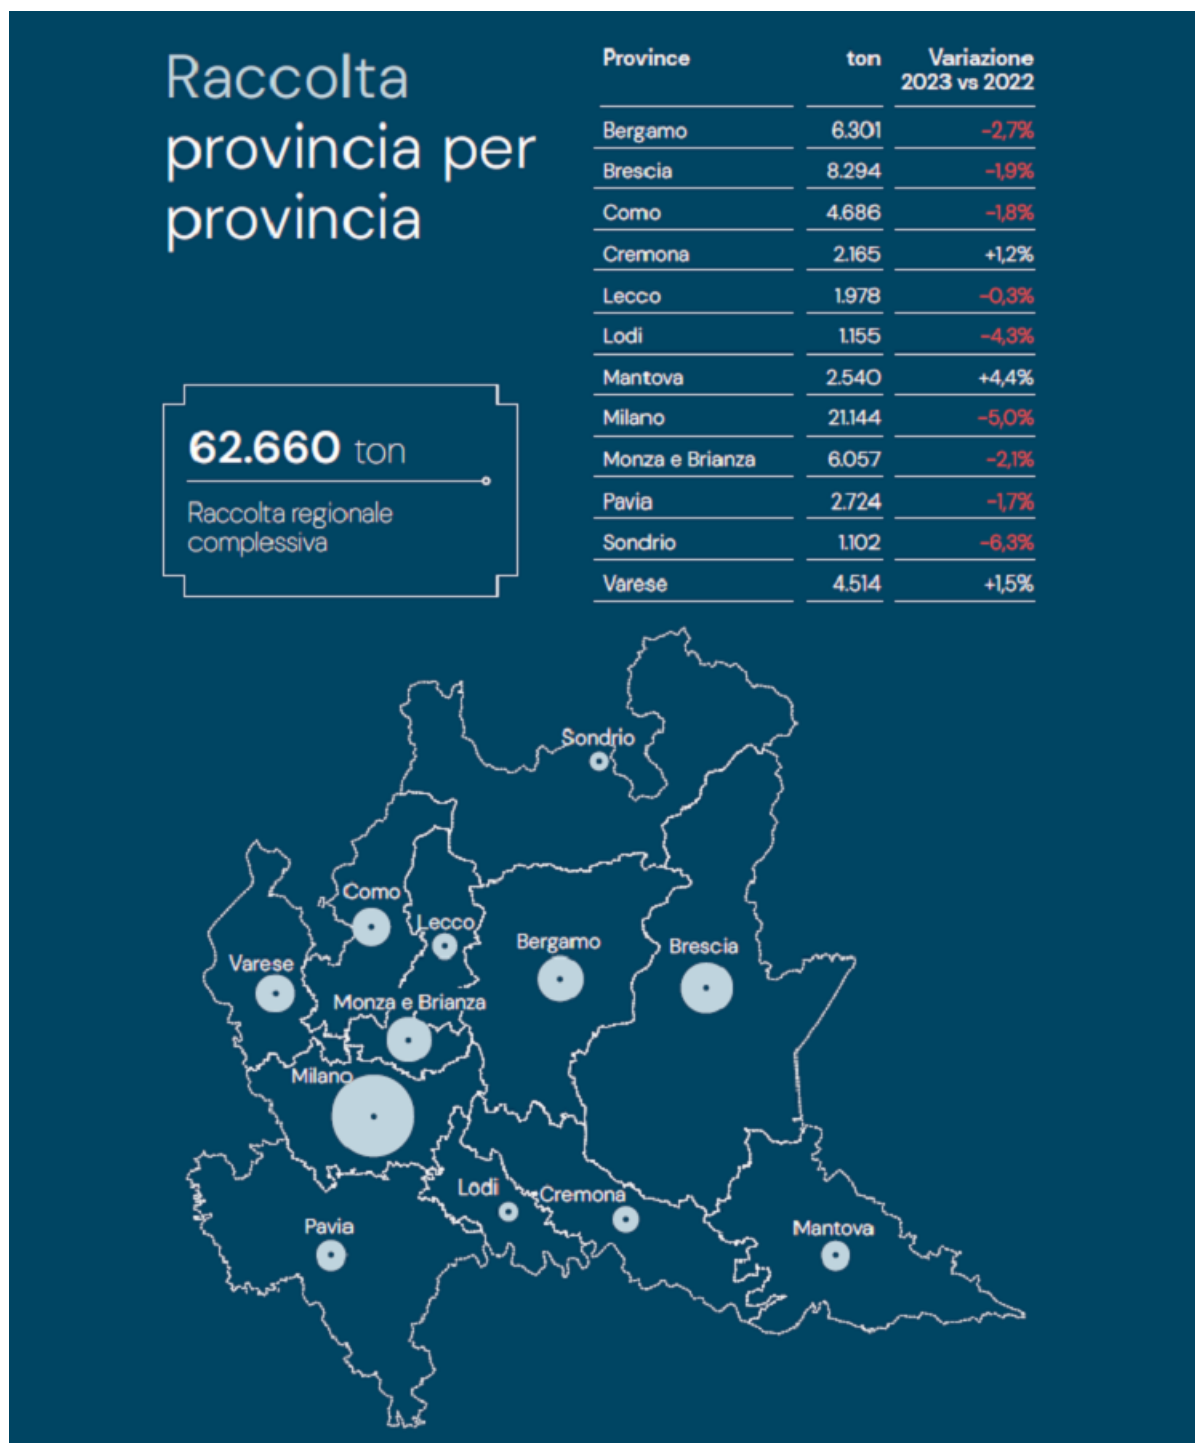 Raccolta
provincia per
provincia
62.660 ton
Raccolta regionale
complessiva
Province ton Variazione
2023 vs 2022
Bergamo 6.301 -2,7%
Brescia 8.294 -1,9%
Como 4.686 -1,8%
Cremona 2.165 +1,2%
Lecco 1.978 -0,3%
Lodi 1.155 -4,3%
Mantova 2.540 +4,4%
Milano 21.144 -5,0%
Monza e Brianza 6.057 -2,1%
Pavia 2.724 -1,7%
Sondrio 1.102 -6,3%
Varese 4.514 +1,5%
Sondrio
Como
Lecco
Bergamo
Brescia
Varese
Monza e Brianza
Milano
Lodi
Cremona
Pavia
Mantova